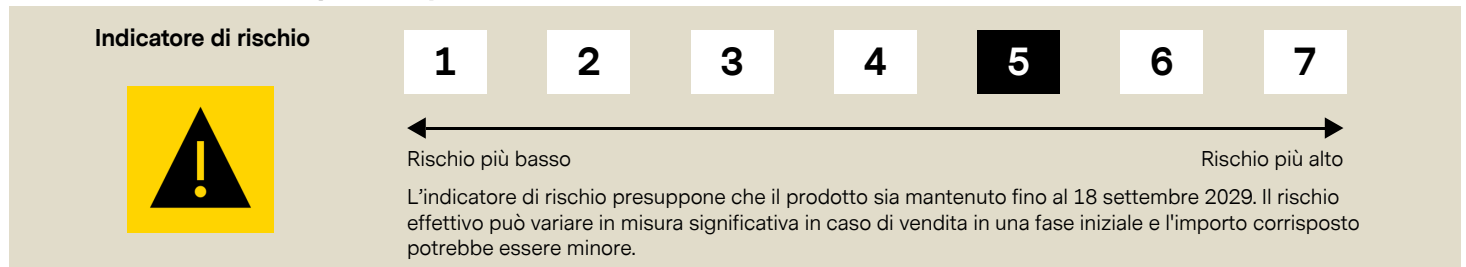 Indicatore di rischio
1 2 3 4 5 6 7
Rischio più basso Rischio più alto
L’indicatore di rischio presuppone che il prodotto sia mantenuto fino al 18 settembre 2029. Il rischio
effettivo può variare in misura significativa in caso di vendita in una fase iniziale e l'importo corrisposto
potrebbe essere minore.